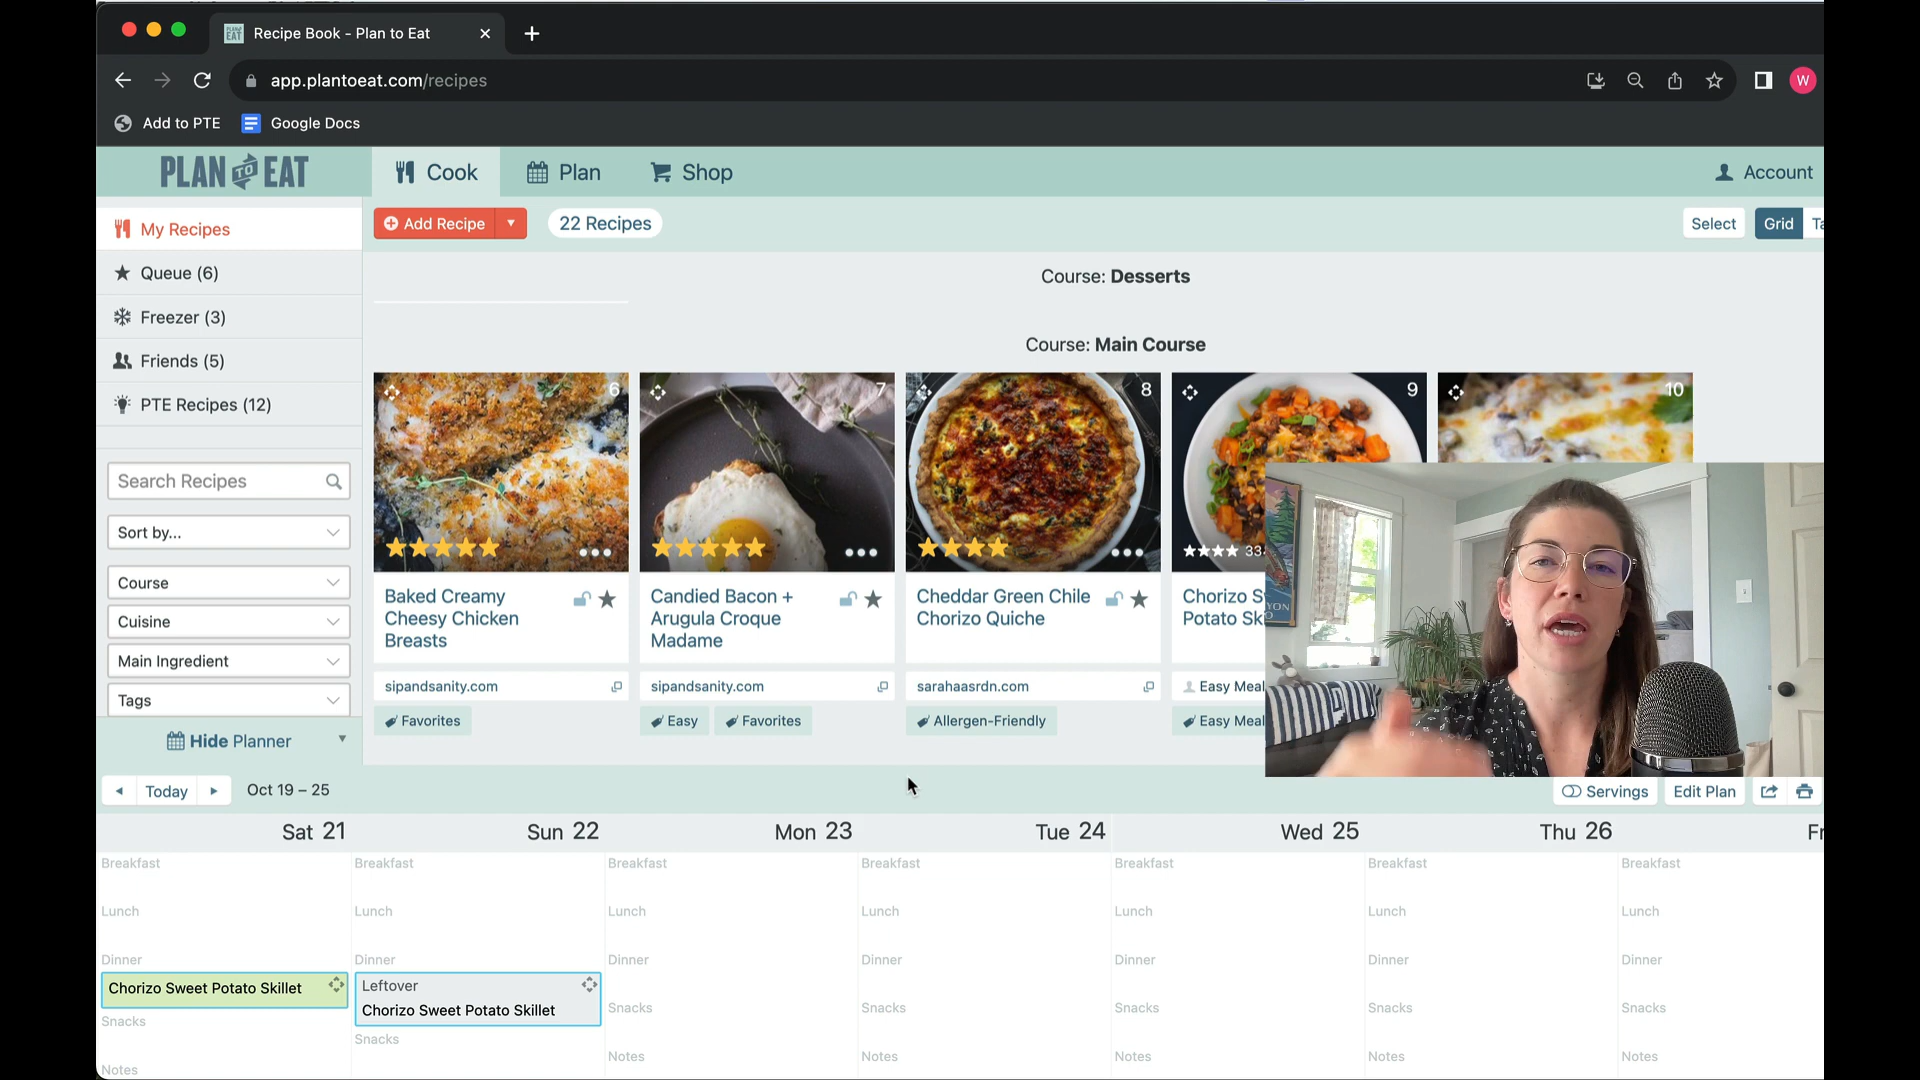 Recipe Book - Plan to Eat
app.plantoeat.com/recipes
W
Add to PTE
Google Docs
PLAN TO EAT
Cook
Plan
Shop
Account
My Recipes
Queue (6)
Freezer (3)
Friends (5)
PTE Recipes (12)
Search Recipes
Sort by...
Course
Cuisine
Main Ingredient
Tags
Hide Planner
Add Recipe
22 Recipes
Select
Grid
Course: Desserts
Course: Main Course
6
7
8
9
10
Baked Creamy
Cheesy Chicken
Breasts
sipandsanity.com
Favorites
Candied Bacon +
Arugula Croque
Madame
sipandsanity.com
Easy
Favorites
Cheddar Green Chile
Chorizo Quiche
sarahaasrdn.com
Allergen-Friendly
Chorizo S
Potato Sk
Easy Meal
Easy Meal
YON
Today
Oct 19 – 25
Servings
Edit Plan
Sat 21
Sun 22
Mon 23
Tue 24
Wed 25
Thu 26
Fr
Breakfast
Breakfast
Breakfast
Breakfast
Breakfast
Breakfast
Breakfast
Lunch
Lunch
Lunch
Lunch
Lunch
Lunch
Lunch
Dinner
Dinner
Dinner
Dinner
Dinner
Dinner
Dinner
Chorizo Sweet Potato Skillet
Leftover
Chorizo Sweet Potato Skillet
Snacks
Snacks
Snacks
Snacks
Snacks
Snacks
Snacks
Notes
Notes
Notes
Notes
Notes
Notes